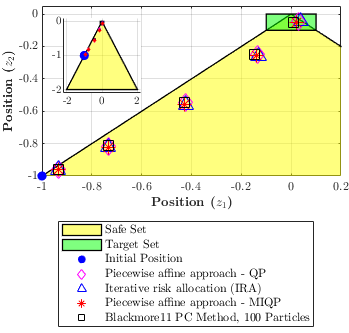 0
-1
-2
-2
0
2
0
-0.2
-0.4
-0.6
-0.8
-1
Position (z2)
-1
-0.8
-0.6
-0.4
-0.2
0
0.2
Position (z1)
Safe Set
Target Set
Initial Position
Piecewise affine approach - QP
Iterative risk allocation (IRA)
Piecewise affine approach - MIQP
Blackmore11 PC Method, 100 Particles